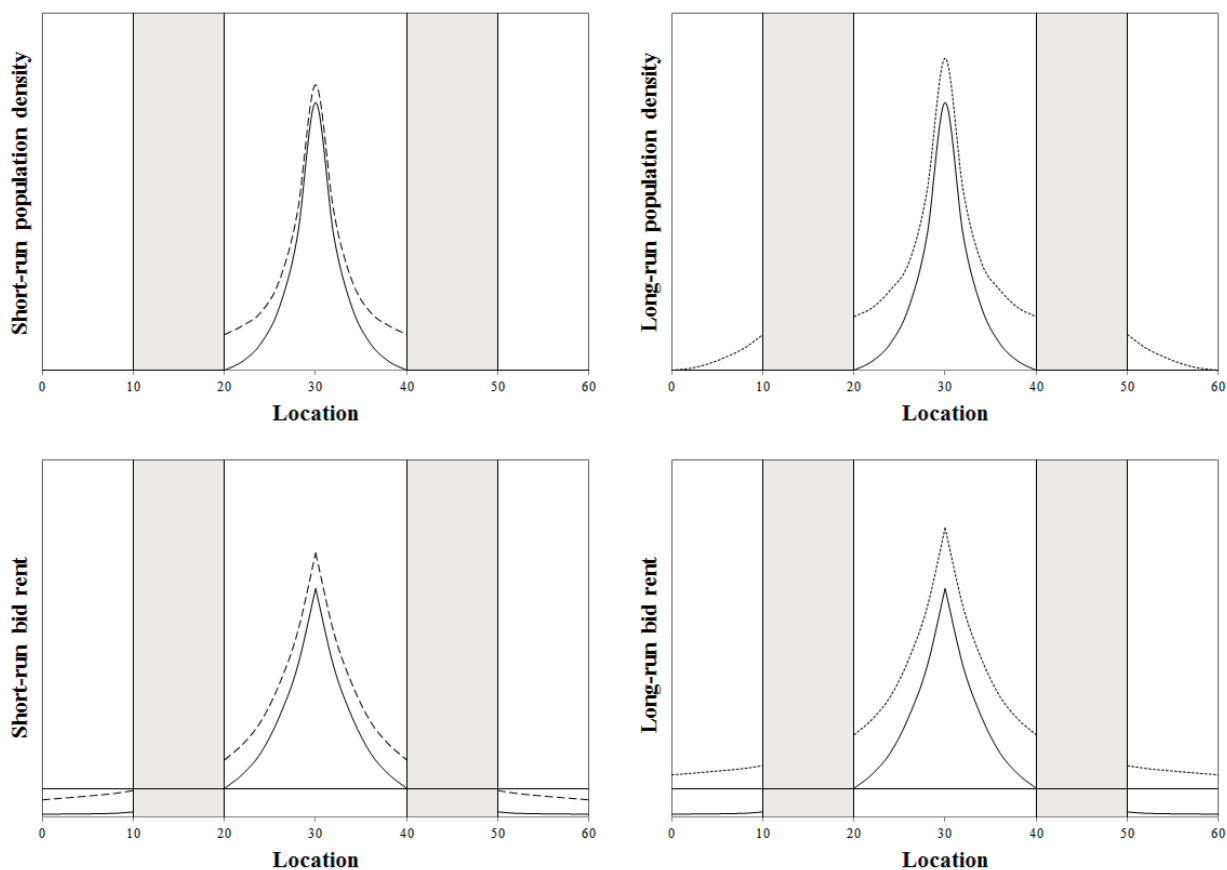 Short-run population density
0 10 20 30 40 50 60
Location
Long-run population density
0 10 20 30 40 50 60
Location
Short-run bid rent
0 10 20 30 40 50 60
Location
Long-run bid rent
0 10 20 30 40 50 60
Location